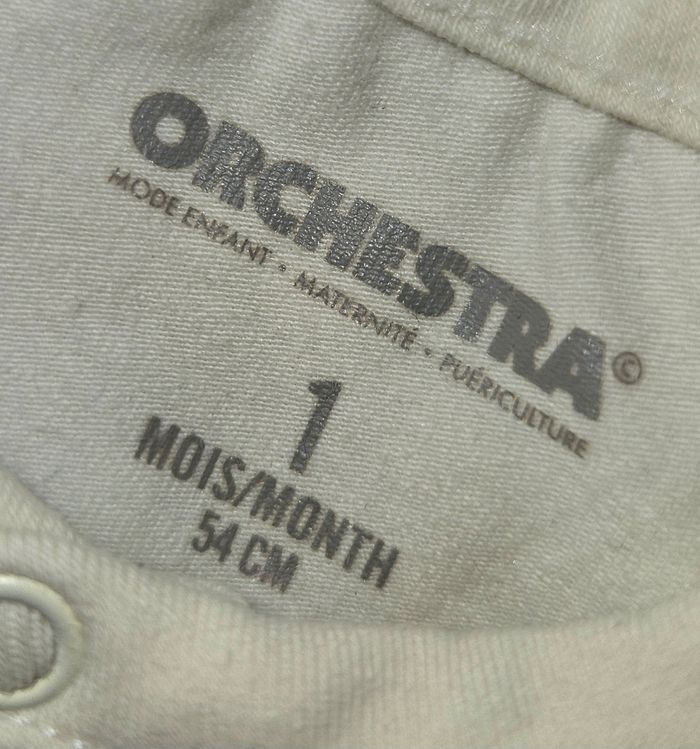 ORCHESTRA©
MODE ENFANT • MATERNITÉ • PUÉRICULTURE
1
MOIS/MONTH
54 CM